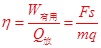 η = W有用 / Q放 = Fs / mq